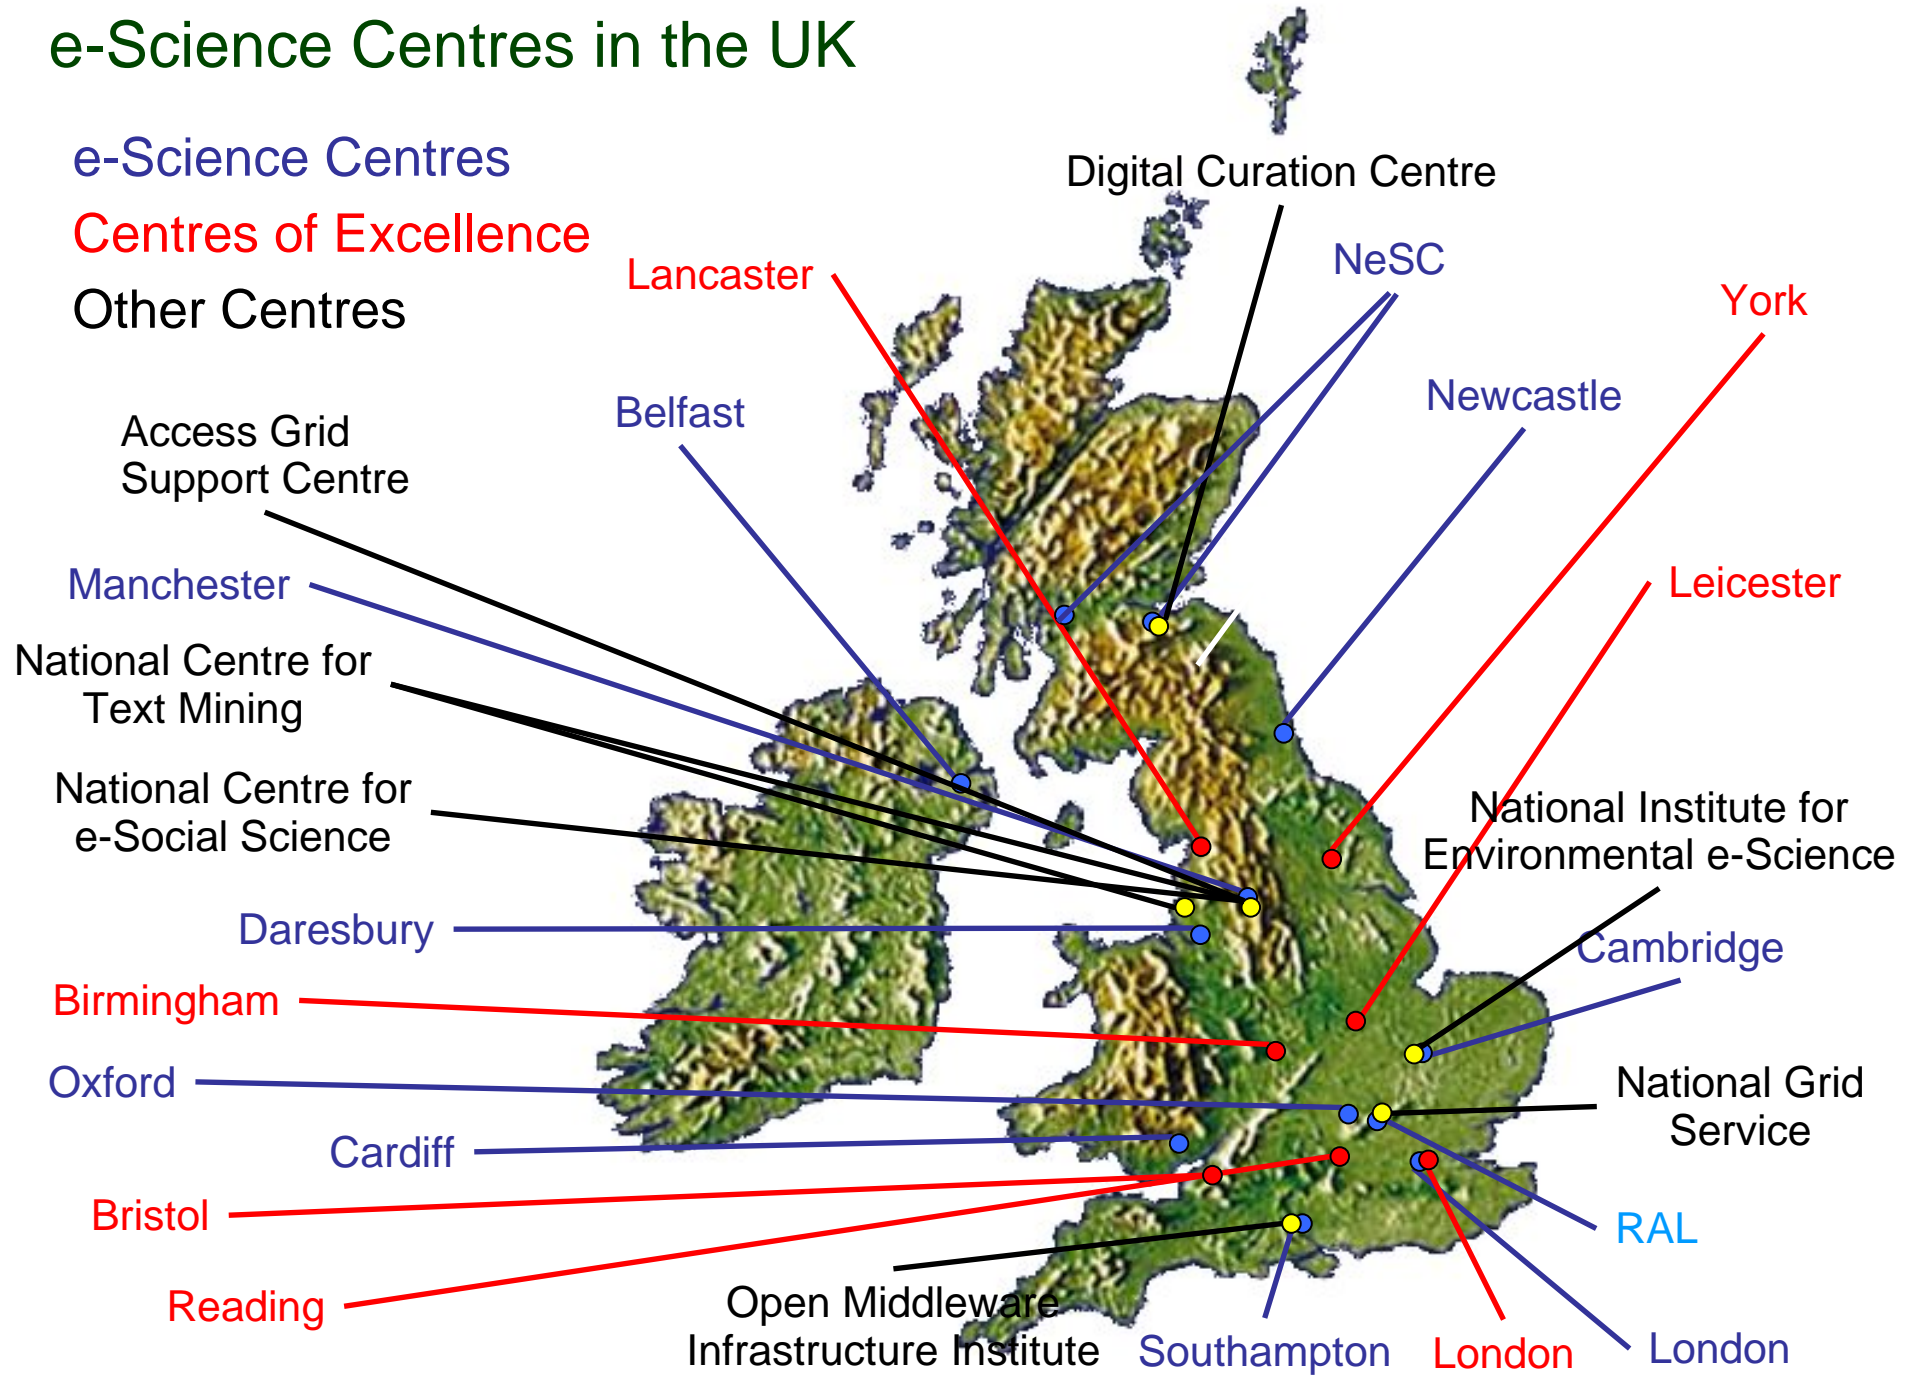 e-Science Centres in the UK
e-Science Centres
Centres of Excellence
Other Centres
Digital Curation Centre
NeSC
Lancaster
York
Belfast
Newcastle
Access Grid
Support Centre
Manchester
Leicester
National Centre for
Text Mining
National Centre for
e-Social Science
National Institute for
Environmental e-Science
Daresbury
Cambridge
Birmingham
Oxford
National Grid
Service
Cardiff
Bristol
RAL
Reading
Open Middleware
Infrastructure Institute
Southampton
London
London